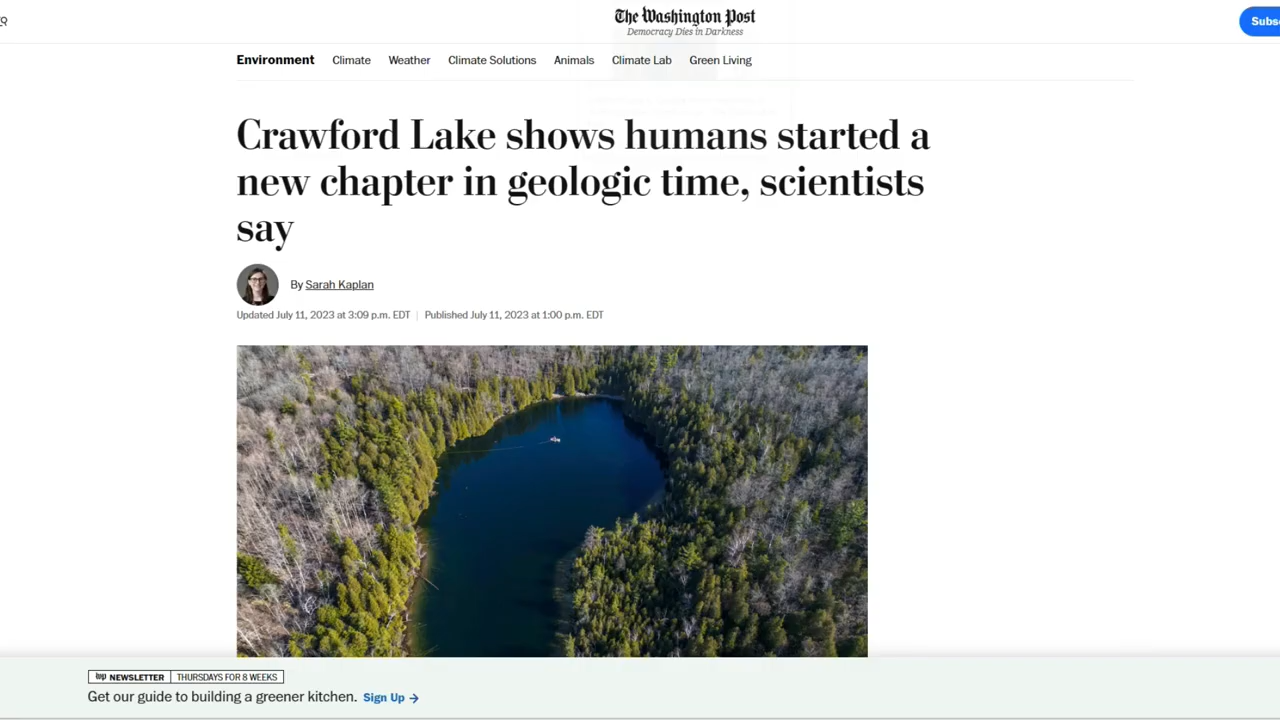 The Washington Post
Democracy Dies in Darkness
Subs
Environment Climate Weather Climate Solutions Animals Climate Lab Green Living
Crawford Lake shows humans started a
new chapter in geologic time, scientists
say
By Sarah Kaplan
Updated July 11, 2023 at 3:09 p.m. EDT | Published July 11, 2023 at 1:00 p.m. EDT
wp NEWSLETTER THURSDAYS FOR 8 WEEKS
Get our guide to building a greener kitchen. Sign Up →